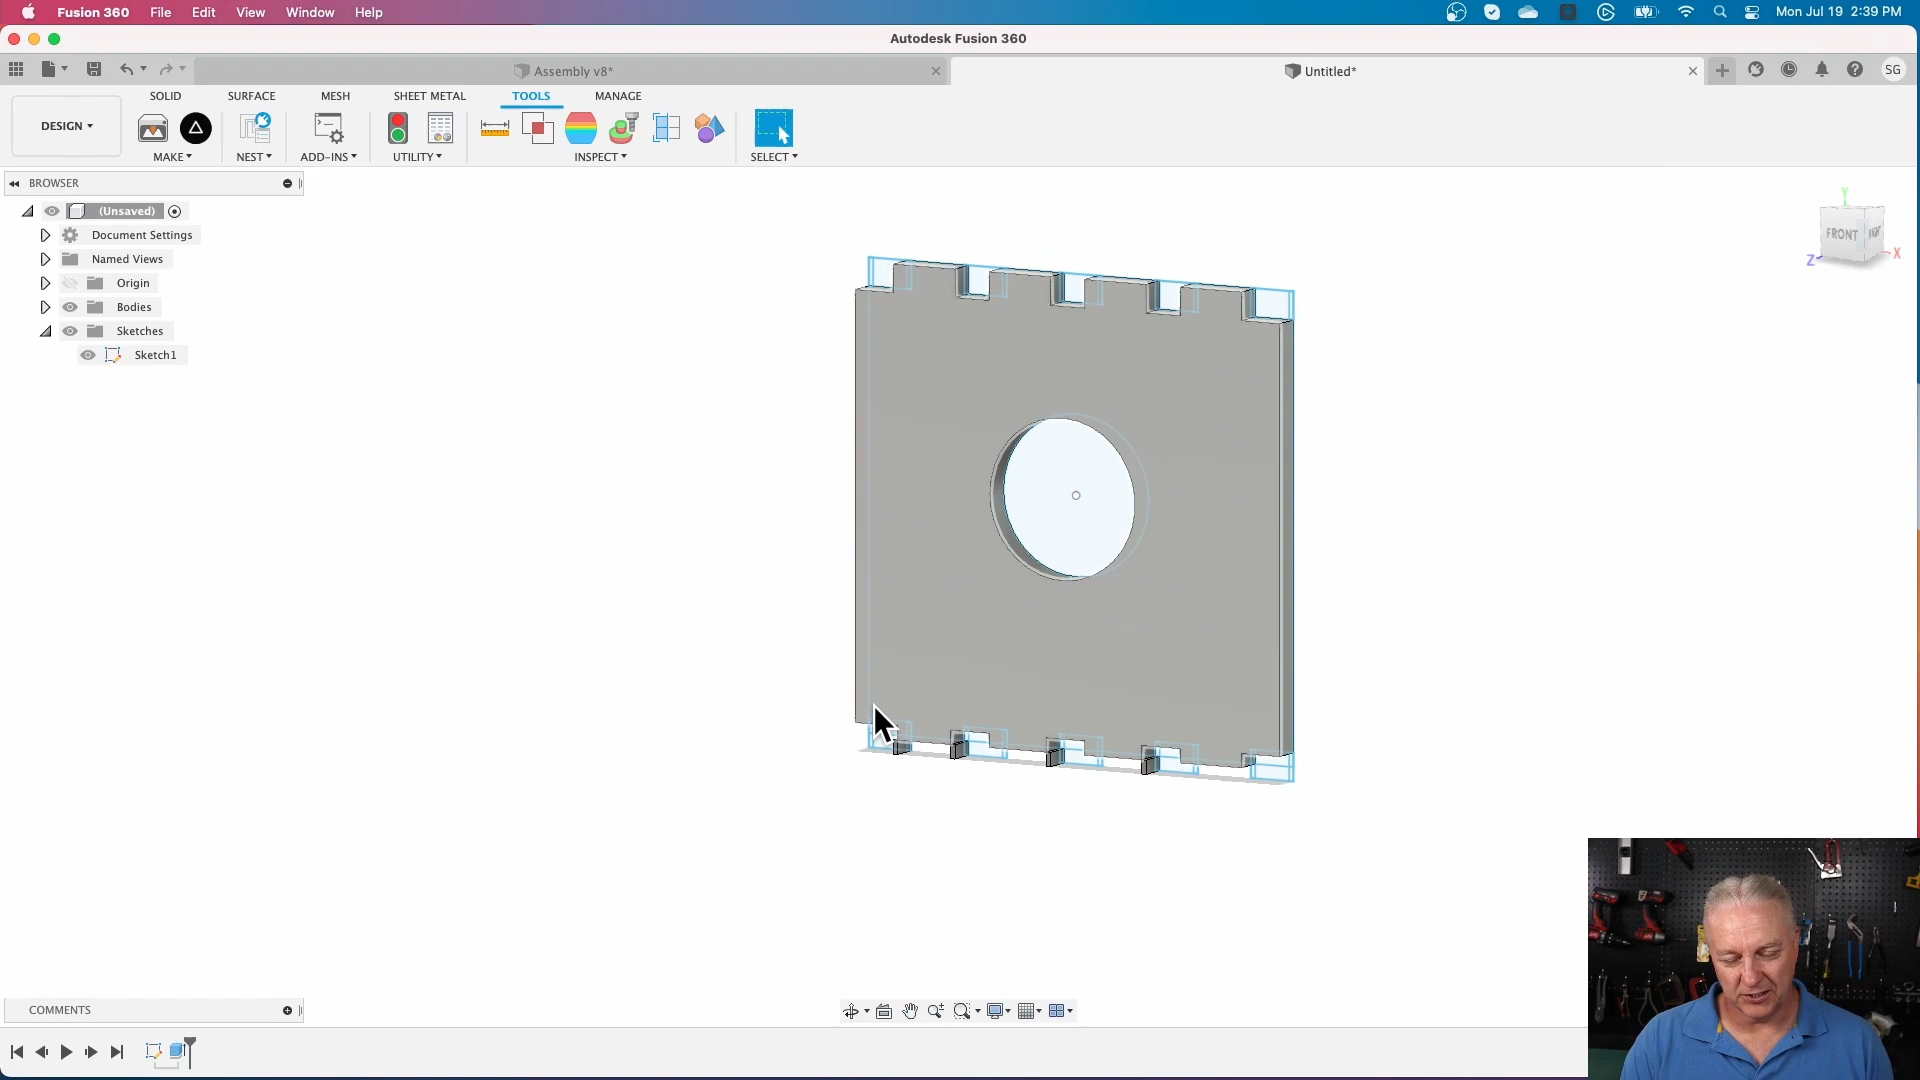 Fusion 360 File Edit View Window Help Mon Jul 19 2:39 PM
Autodesk Fusion 360
Assembly v8* Untitled* SG
SOLID SURFACE MESH SHEET METAL TOOLS MANAGE
DESIGN
MAKE NEST ADD-INS UTILITY INSPECT SELECT
BROWSER
(Unsaved)
Document Settings
Named Views
Origin
Bodies
Sketches
Sketch1
Y
FRONT
Z X
COMMENTS